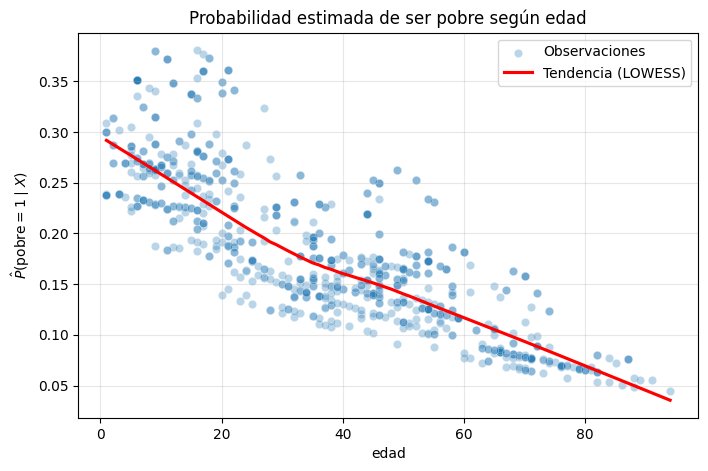 Probabilidad estimada de ser pobre según edad
Observaciones
Tendencia (LOWESS)
P̂(pobre = 1 | X)
0.35
0.30
0.25
0.20
0.15
0.10
0.05
0 20 40 60 80
edad